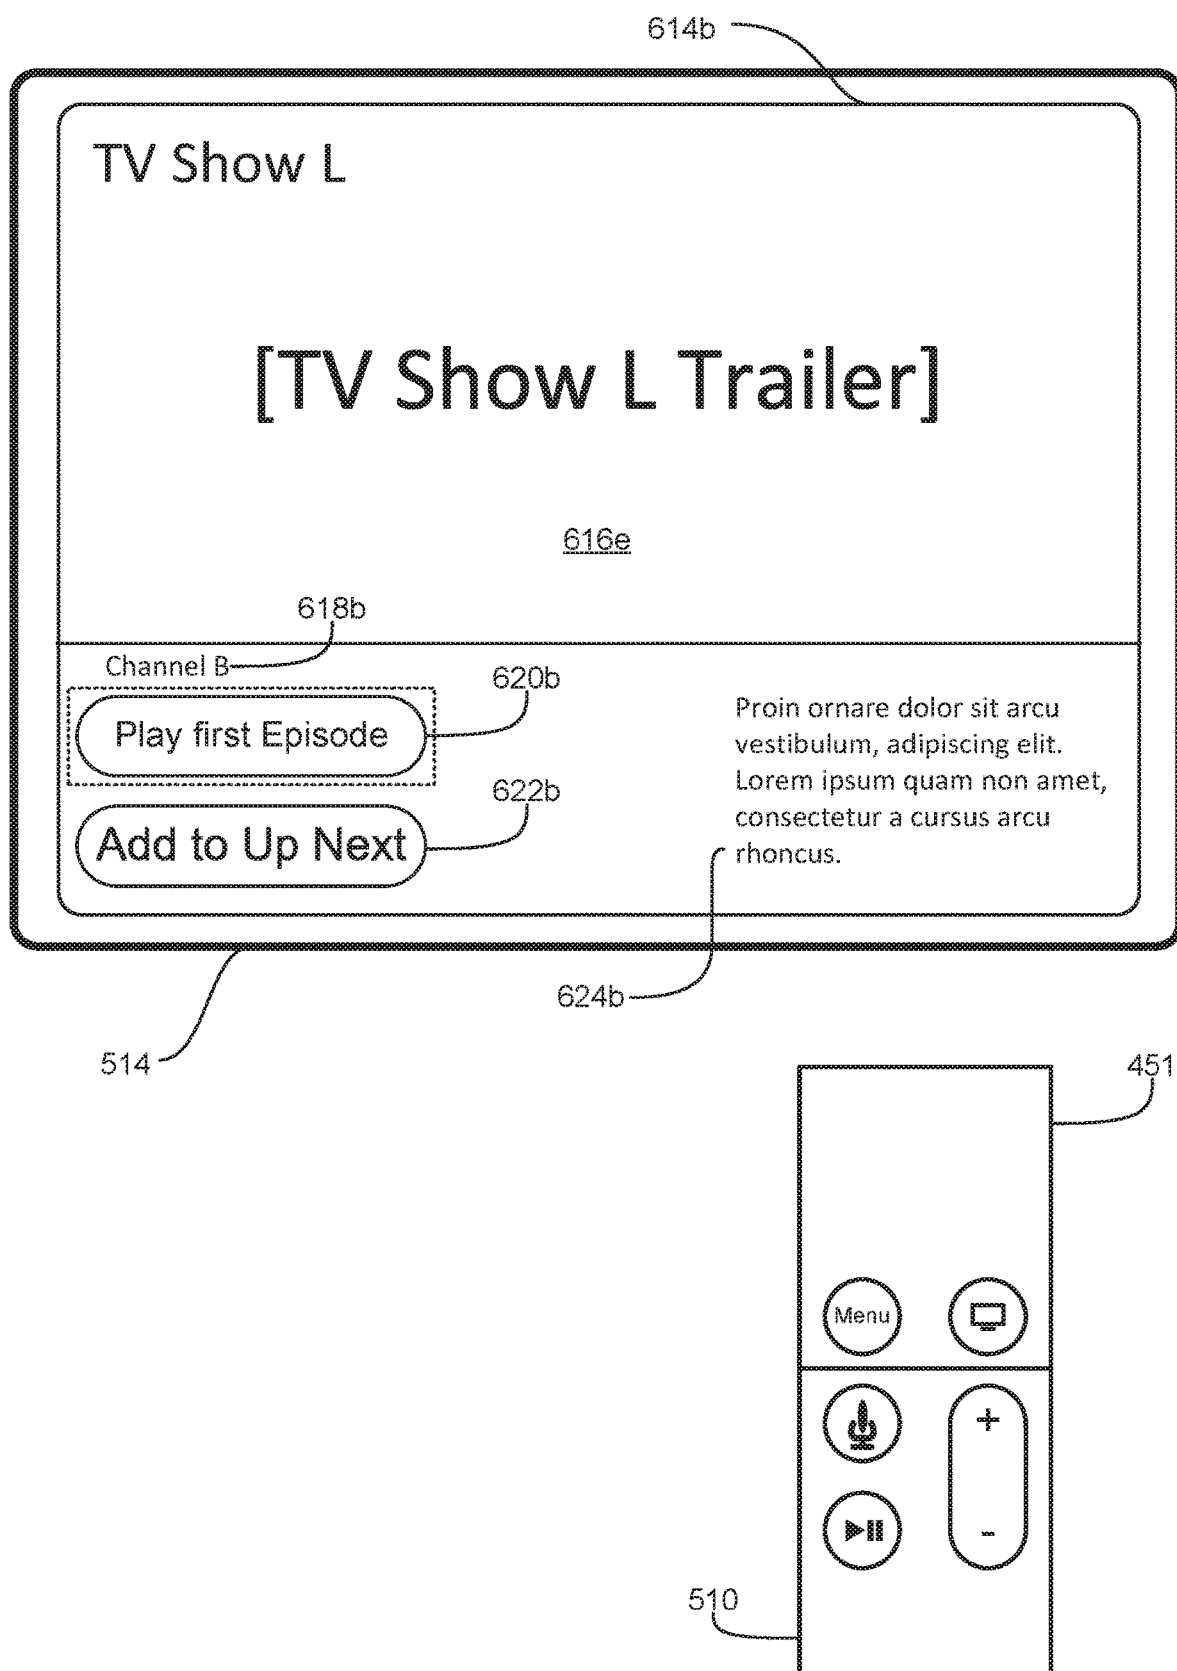 614b
TV Show L
[TV Show L Trailer]
616e
618b
Channel B
620b
Play first Episode
622b
Add to Up Next
Proin ornare dolor sit arcu
vestibulum, adipiscing elit.
Lorem ipsum quam non amet,
consectetur a cursus arcu
rhoncus.
624b
514
451
Menu
+
-
510